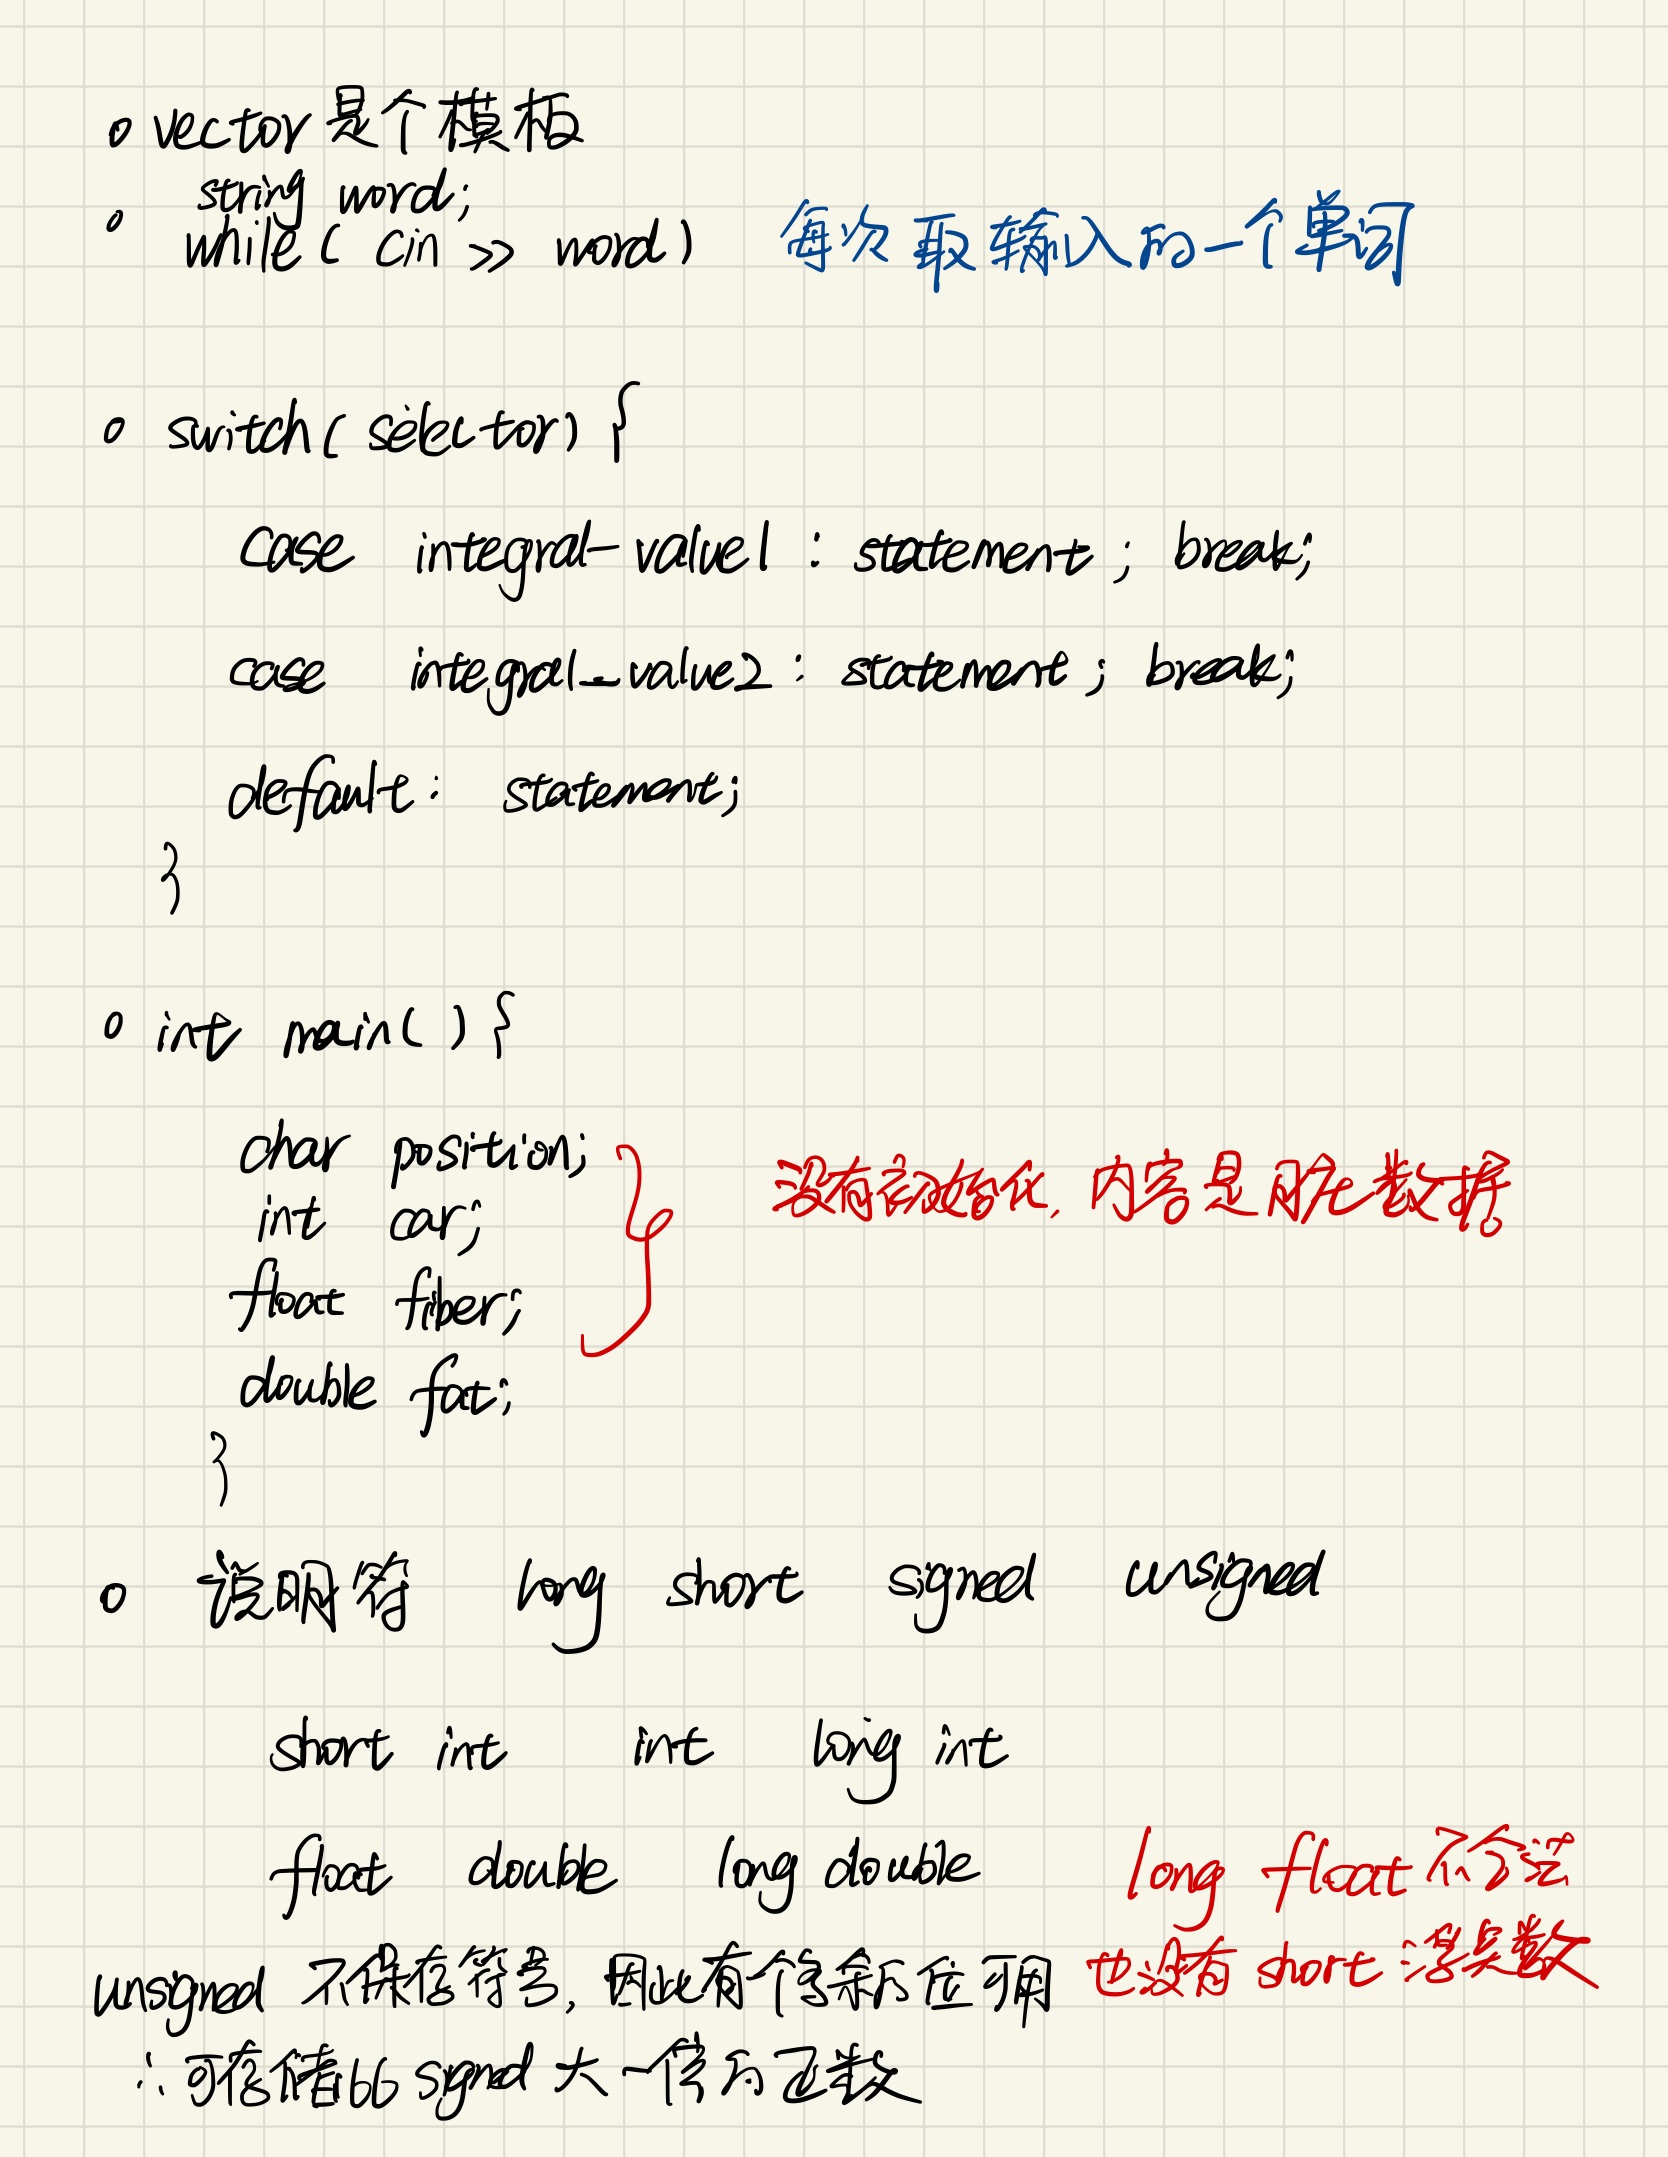 vector是个模板
string word;
while( cin >> word) 每次取输入的一个单词
switch(selector) {
case integral-value1 : statement ; break;
case integral_value2 : statement ; break;
default : statement;
}
int main( ) {
char position;
int car;
没有初始化, 内容是脏数据
float fiber;
double fat;
}
说明符 long short signed unsigned
short int int long int
float double long double long float 不合法
unsigned 不保存符号, 因此有个多余的位可用 也没有 short 浮点数
∴可存储比 signed 大一倍的正数